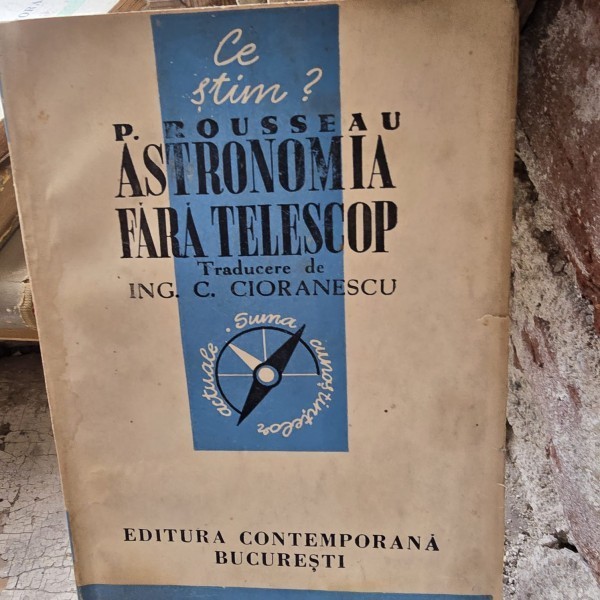 Ce
știm?
P. ROUSSEAU
ASTRONOMIA
FĂRĂ TELESCOP
Traducere de
ING. C. CIORANESCU
Suma
cunoștințelor
actuale
EDITURA CONTEMPORANĂ
BUCUREȘTI